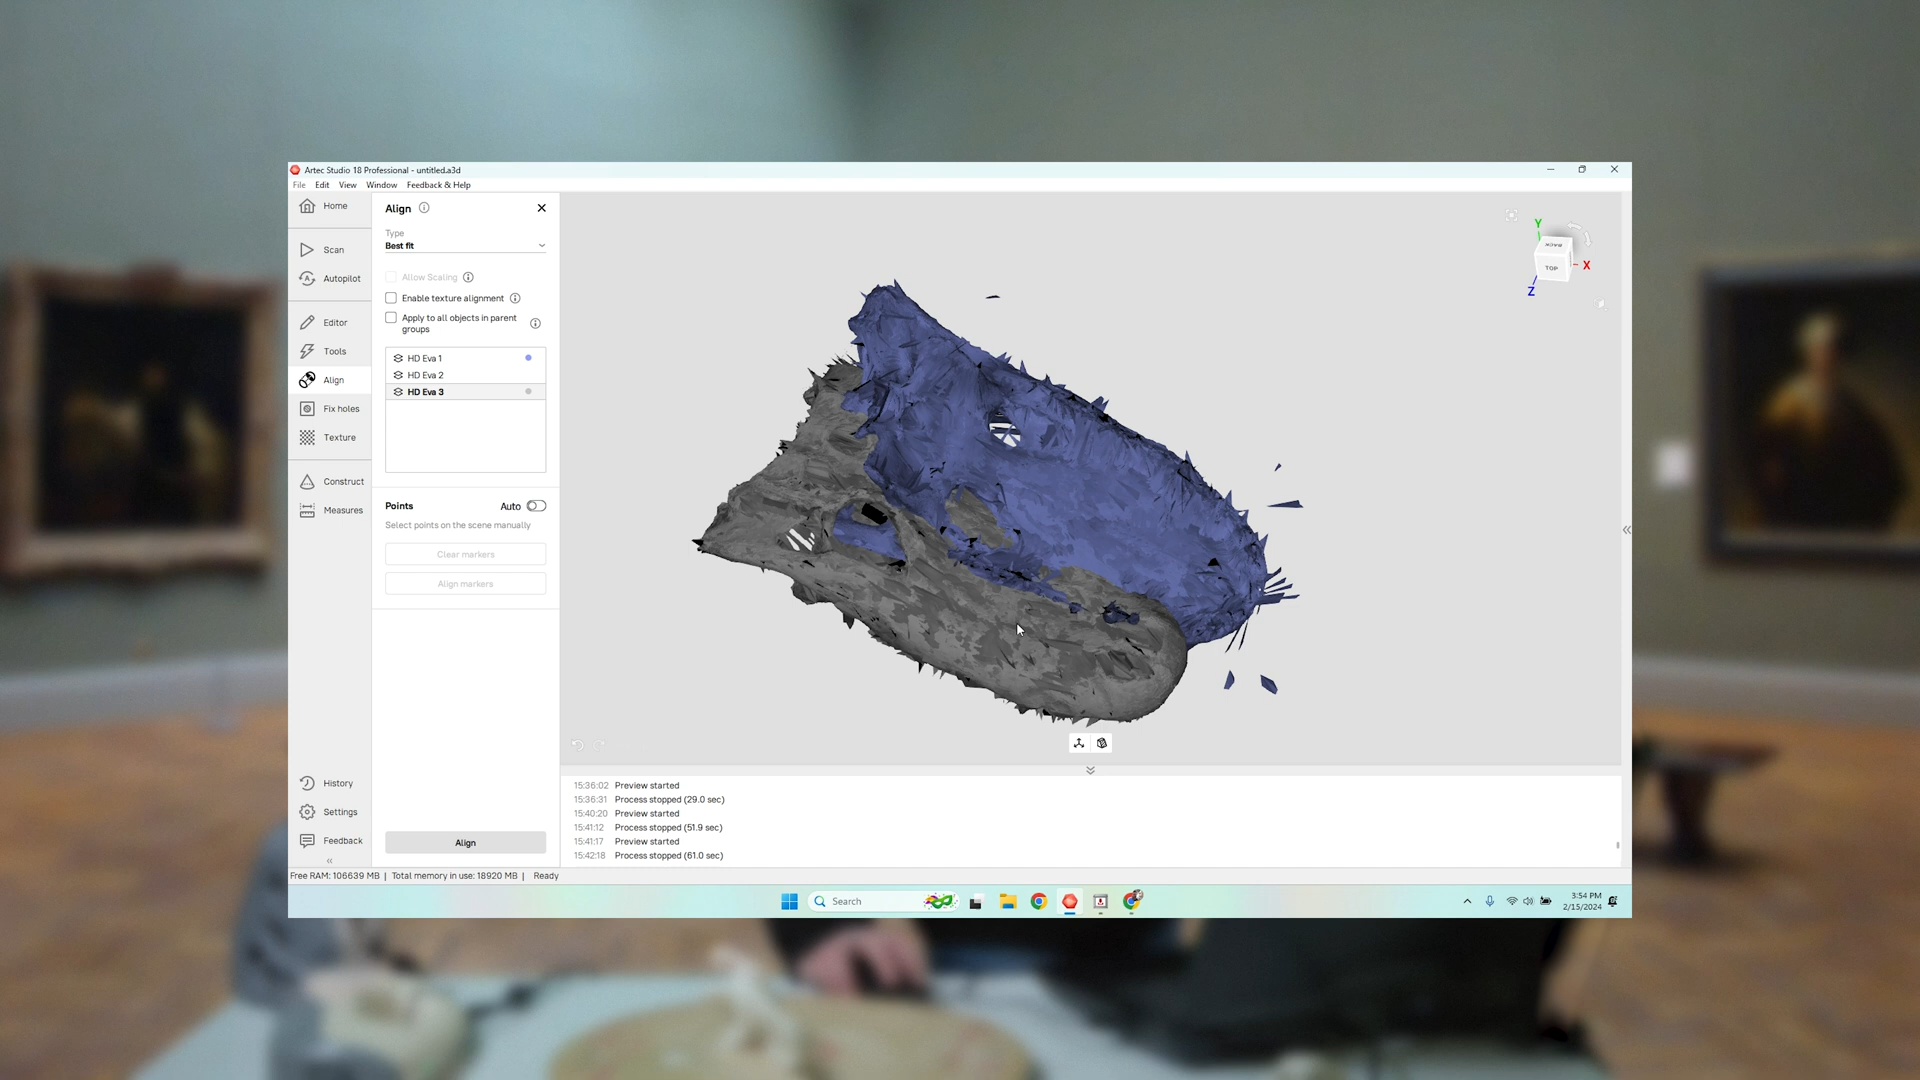 Artec Studio 18 Professional - untitled.a3d
File Edit View Window Feedback & Help
Home
Scan
Autopilot
Editor
Tools
Align
Fix holes
Texture
Construct
Measures
History
Settings
Feedback
Align
Type
Best fit
Allow Scaling
Enable texture alignment
Apply to all objects in parent
groups
HD Eva 1
HD Eva 2
HD Eva 3
Points Auto
Select points on the scene manually
Clear markers
Align markers
Align
Y
X
Z
TOP
15:36:02 Preview started
15:36:31 Process stopped (29.0 sec)
15:40:20 Preview started
15:41:12 Process stopped (51.9 sec)
15:41:17 Preview started
15:42:18 Process stopped (61.0 sec)
Free RAM: 106639 MB | Total memory in use: 18920 MB | Ready
Search
3:54 PM
2/15/2024